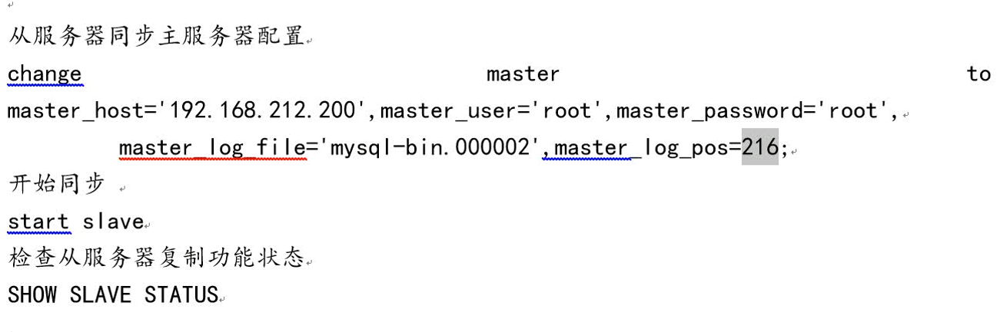 从服务器同步主服务器配置
change master to
master_host='192.168.212.200',master_user='root',master_password='root',
master_log_file='mysql-bin.000002',master_log_pos=216;
开始同步
start slave
检查从服务器复制功能状态
SHOW SLAVE STATUS